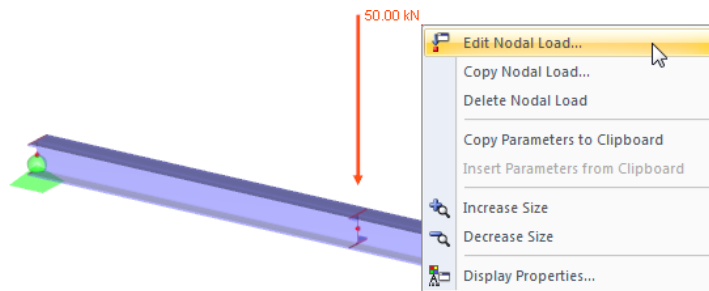 50.00 kN
Edit Nodal Load...
Copy Nodal Load...
Delete Nodal Load
Copy Parameters to Clipboard
Insert Parameters from Clipboard
Increase Size
Decrease Size
Display Properties...